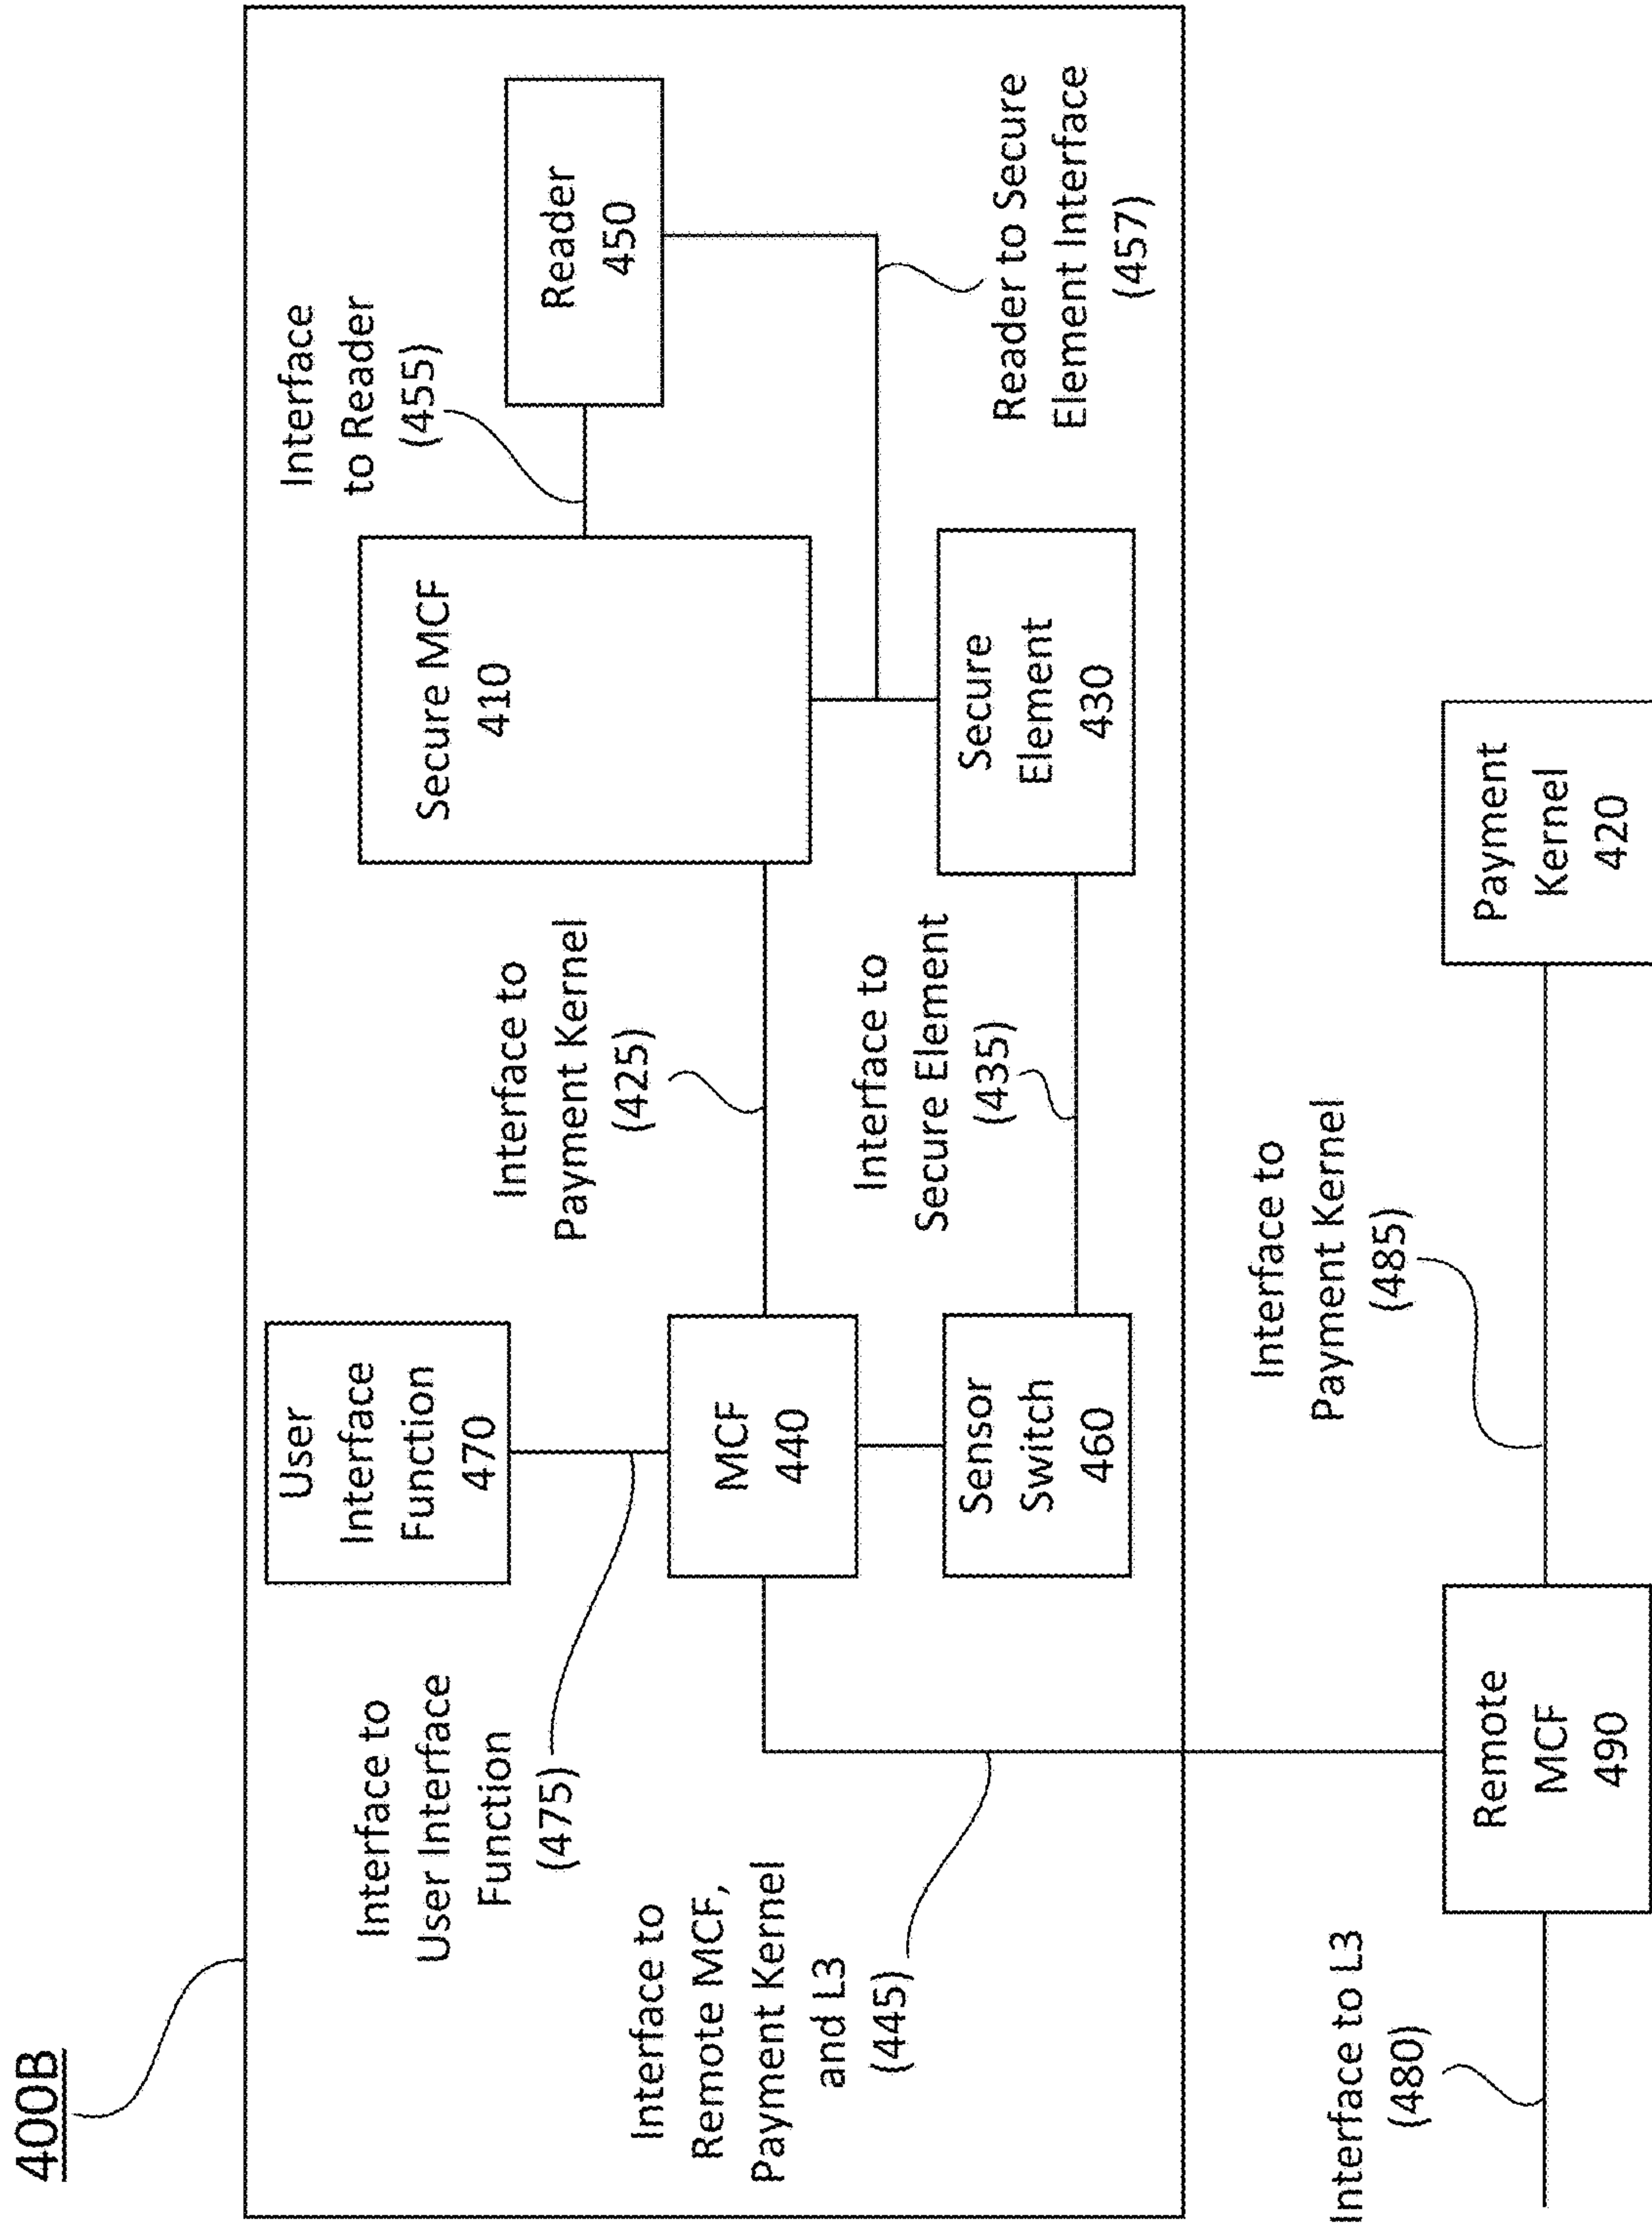 400B
Interface to
User Interface
Function
(475)
User
Interface
Function
470
Interface
to Reader
(455)
Reader
450
Secure MCF
410
Interface to
Payment Kernel
(425)
Interface to
Remote MCF,
Payment Kernel
and L3
(445)
MCF
440
Interface to
Secure Element
(435)
Sensor
Switch
460
Secure
Element
430
Reader to Secure
Element Interface
(457)
Interface to L3
(480)
Remote
MCF
490
Interface to
Payment Kernel
(485)
Payment
Kernel
420